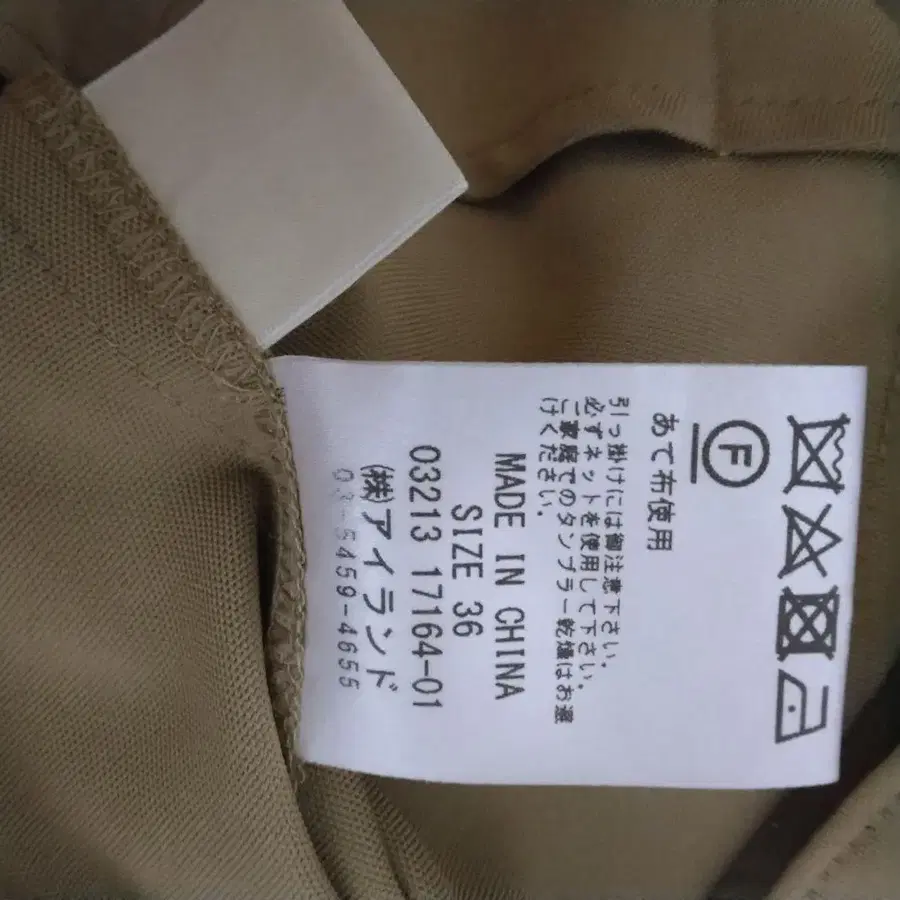 F
あて布使用
引っ掛けには御注意下さい。
必ずネットを使用して下さい。
ご家庭でのタンブラー乾燥はお避
けください。
MADE IN CHINA
SIZE 36
03213 17164-01
(株)アイランド
03-5459-4655